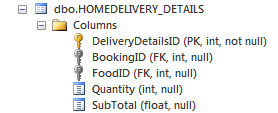 dbo.HOMEDELIVERY_DETAILS
Columns
DeliveryDetailsID (PK, int, not null)
BookingID (FK, int, null)
FoodID (FK, int, null)
Quantity (int, null)
SubTotal (float, null)